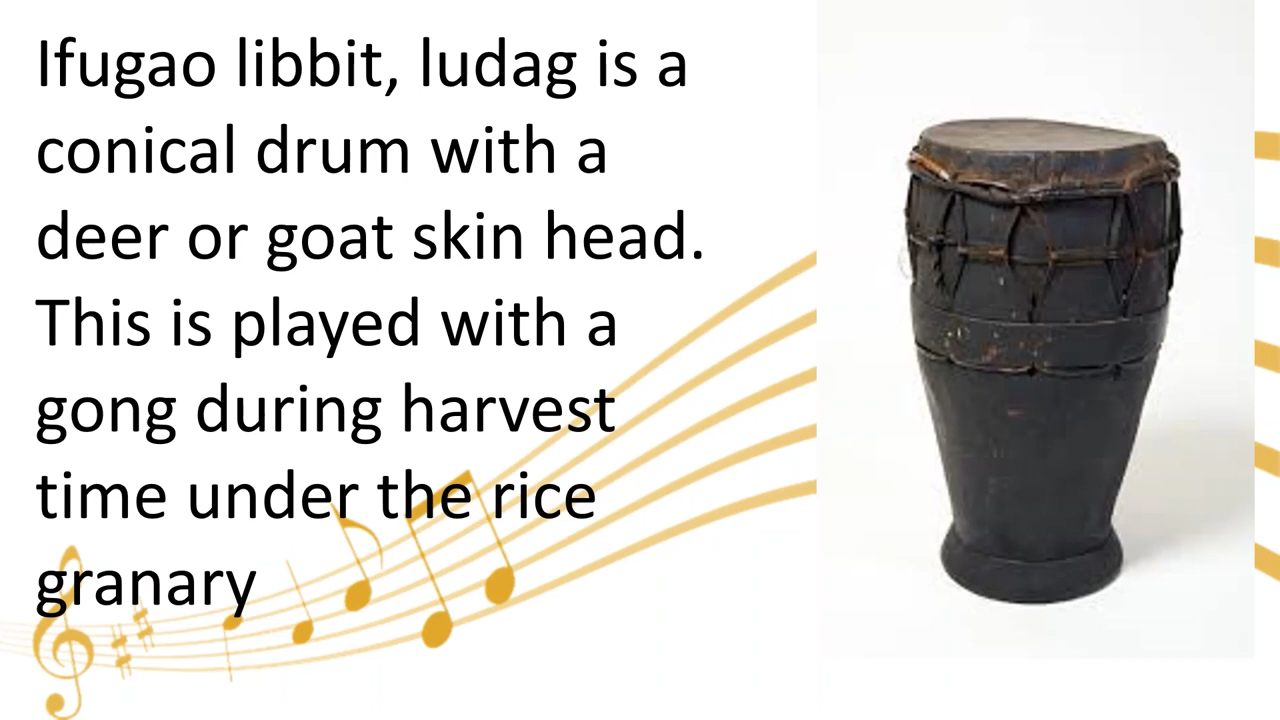 Ifugao libbit, ludag is a
conical drum with a
deer or goat skin head.
This is played with a
gong during harvest
time under the rice
granary